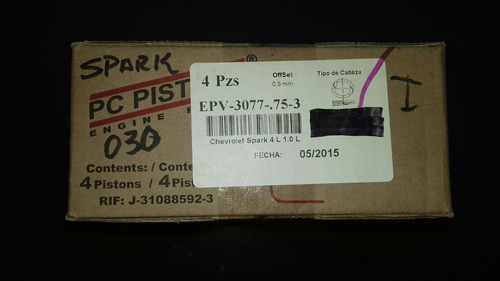 SPARK
PC PIST
ENGINE
030
Contents: / Conte
4 Pistons / 4 Pist
RIF: J-31088592-3
4 Pzs
OffSet
0,5 mm
Tipo de Cabeza
EPV-3077-.75-3
Chevrolet Spark 4 L 1.0 L
FECHA: 05/2015
I